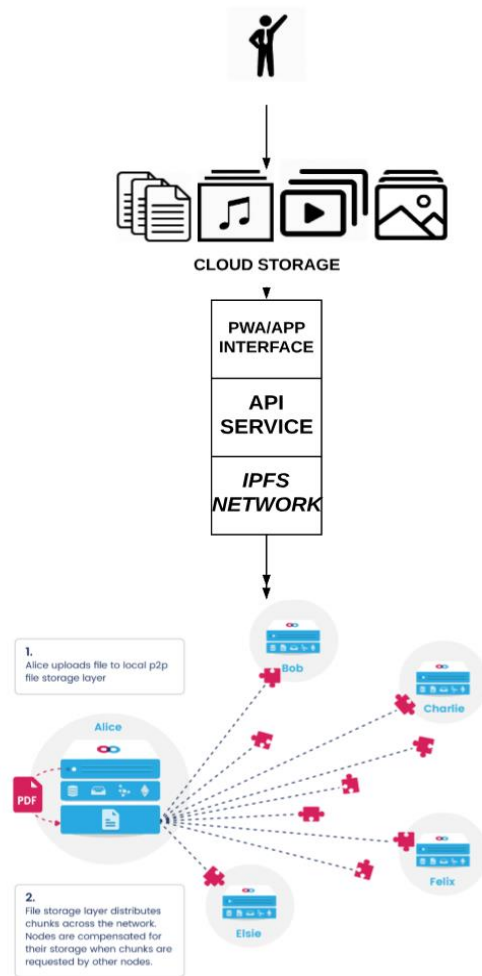 CLOUD STORAGE
PWA/APP
INTERFACE
API
SERVICE
IPFS
NETWORK
1.
Alice uploads file to local p2p
file storage layer
Bob
Charlie
Alice
PDF
Felix
Elsie
2.
File storage layer distributes
chunks across the network.
Nodes are compensated for
their storage when chunks are
requested by other nodes.